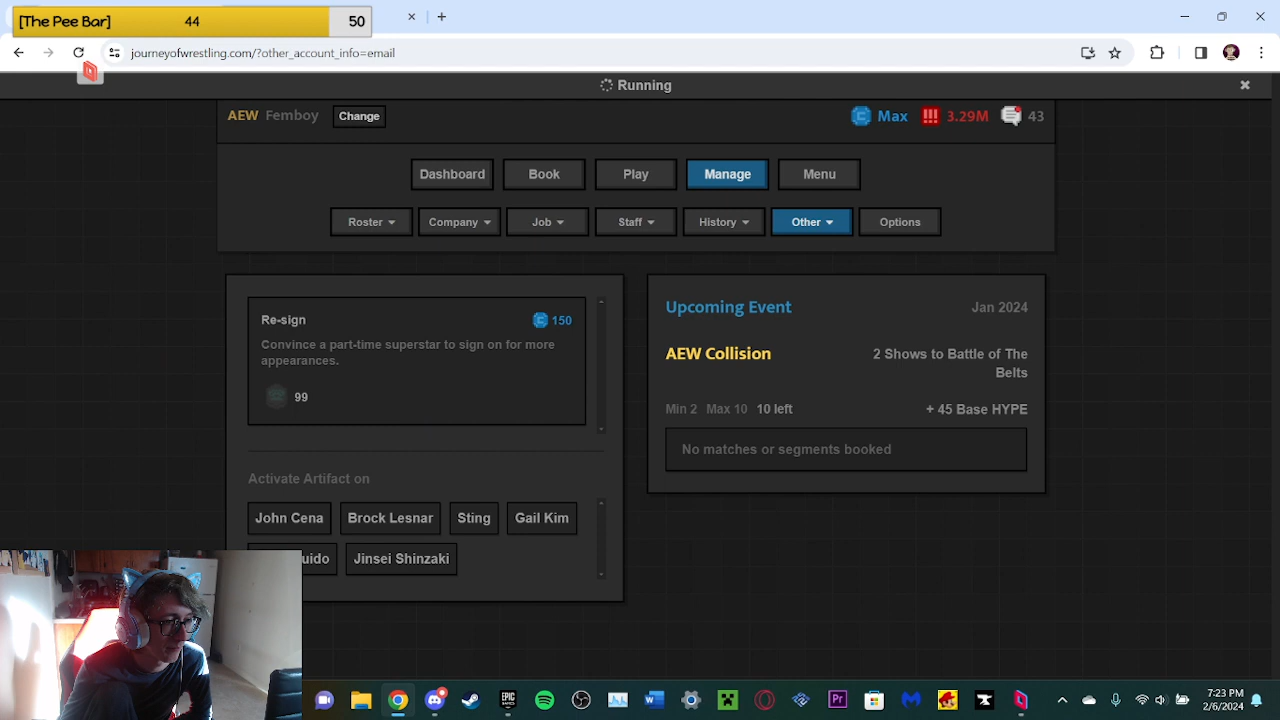 [The Pee Bar] 44 50
journeyofwrestling.com/?other_account_info=email
Running
AEW Femboy Change Max 3.29M 43
Dashboard Book Play Manage Menu
Roster Company Job Staff History Other Options
Re-sign 150
Convince a part-time superstar to sign on for more
appearances.
99
Activate Artifact on
John Cena Brock Lesnar Sting Gail Kim
uido Jinsei Shinzaki
Upcoming Event Jan 2024
AEW Collision 2 Shows to Battle of The
Belts
Min 2 Max 10 10 left + 45 Base HYPE
No matches or segments booked
EPIC
W
Pr
7:23 PM
2/6/2024